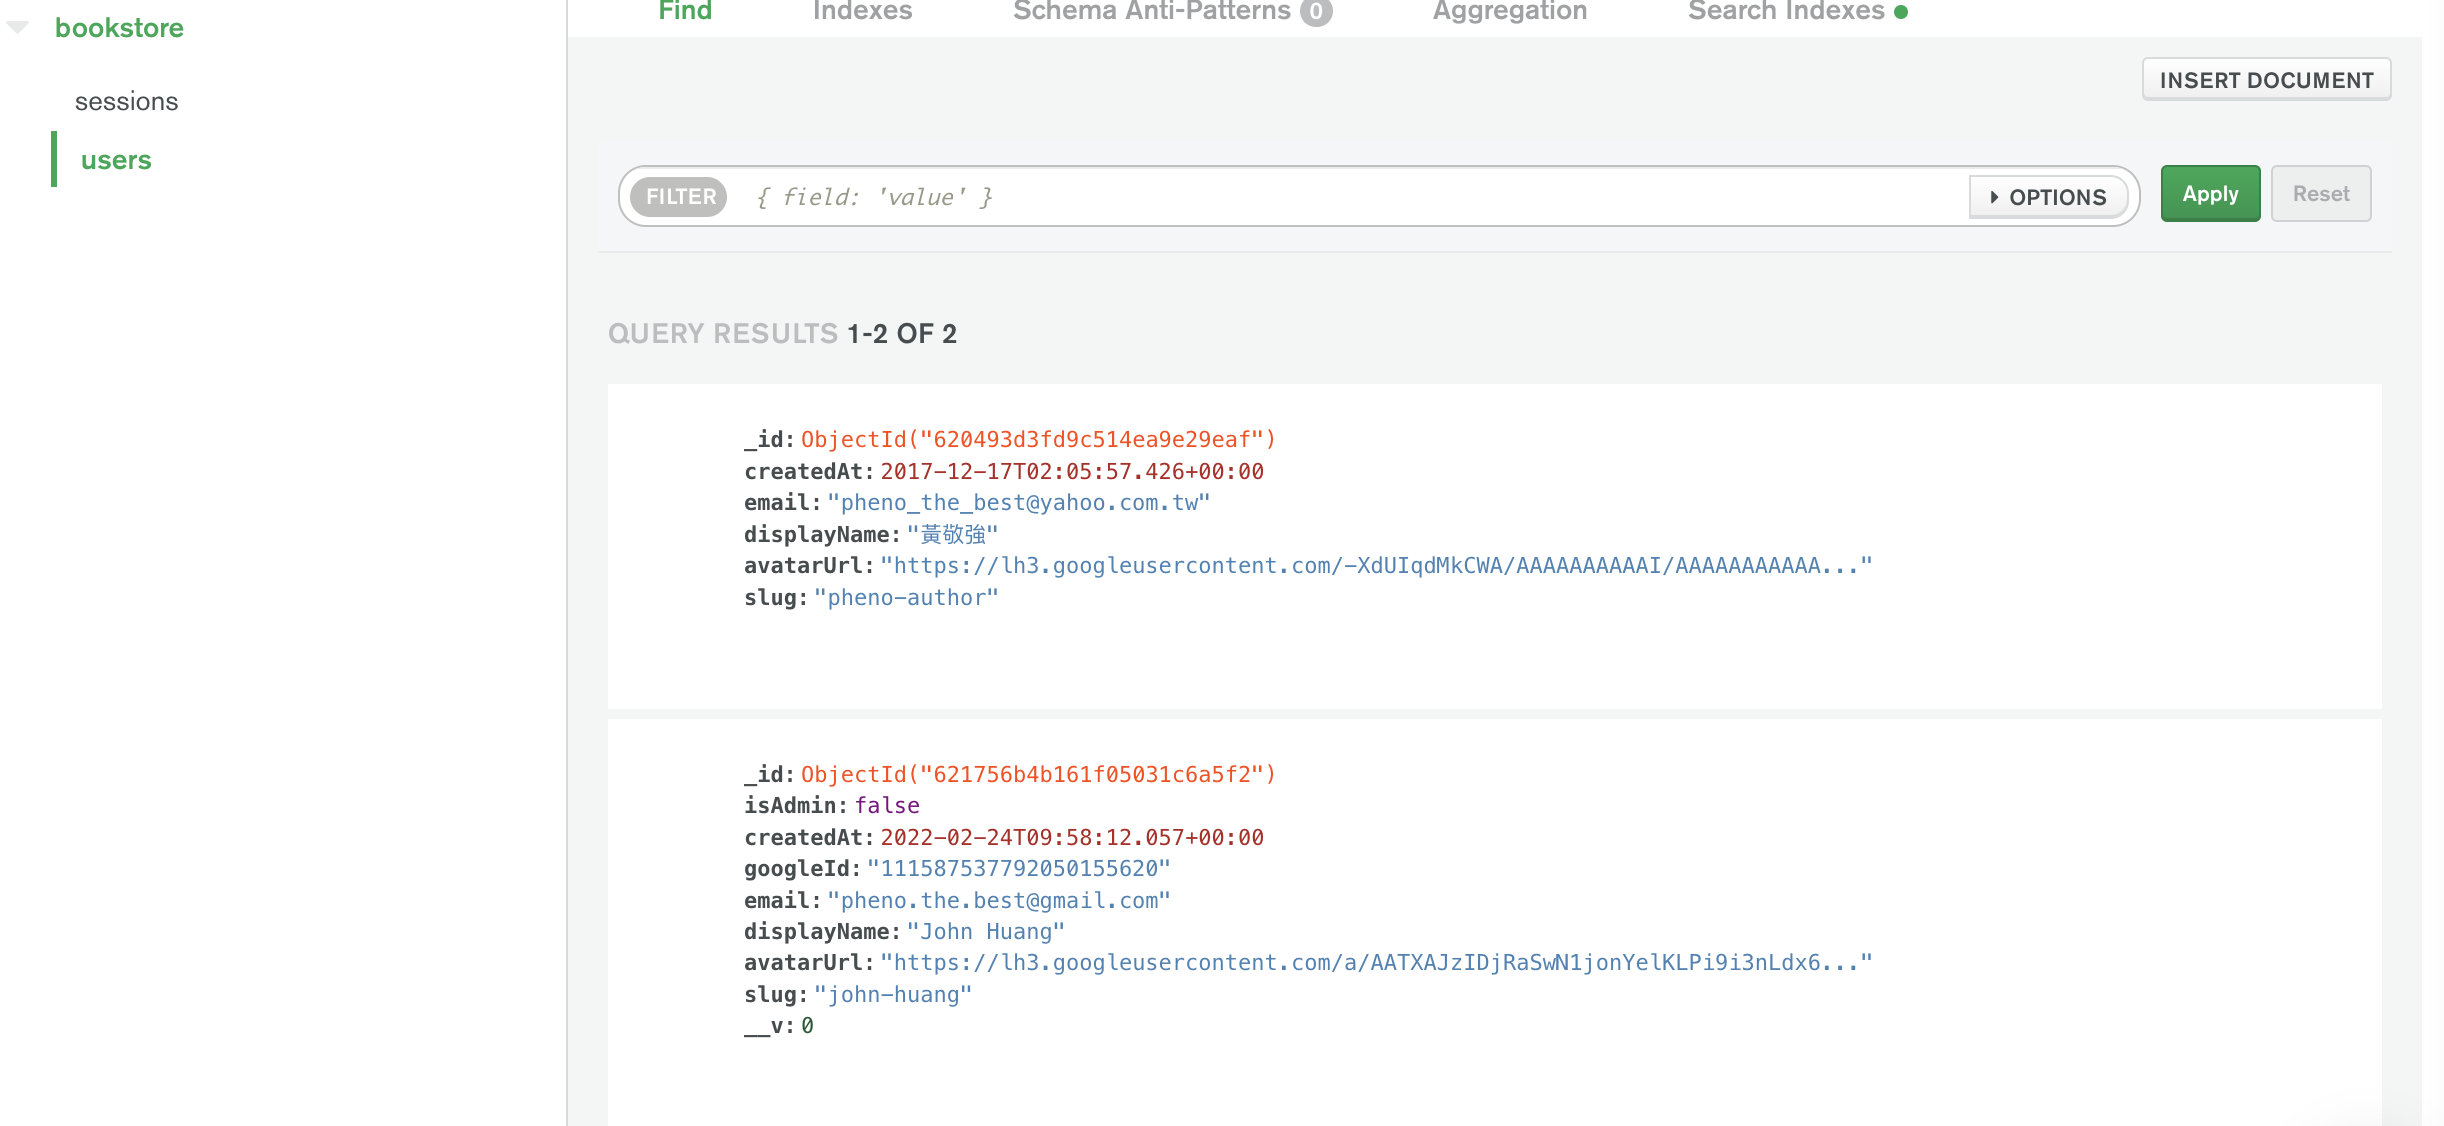 bookstore
sessions
users
Find Indexes Schema Anti-Patterns 0 Aggregation Search Indexes
INSERT DOCUMENT
FILTER { field: 'value' } OPTIONS Apply Reset
QUERY RESULTS 1-2 OF 2
_id: ObjectId("620493d3fd9c514ea9e29eaf")
createdAt: 2017-12-17T02:05:57.426+00:00
email: "pheno_the_best@yahoo.com.tw"
displayName: "黃敬強"
avatarUrl: "https://lh3.googleusercontent.com/-XdUIqdMkCWA/AAAAAAAAAAI/AAAAAAAAAAA..."
slug: "pheno-author"
_id: ObjectId("621756b4b161f05031c6a5f2")
isAdmin: false
createdAt: 2022-02-24T09:58:12.057+00:00
googleId: "111587537792050155620"
email: "pheno.the.best@gmail.com"
displayName: "John Huang"
avatarUrl: "https://lh3.googleusercontent.com/a/AATXAJzIDjRaSwN1jonYelKLPi9i3nLdx6..."
slug: "john-huang"
__v: 0